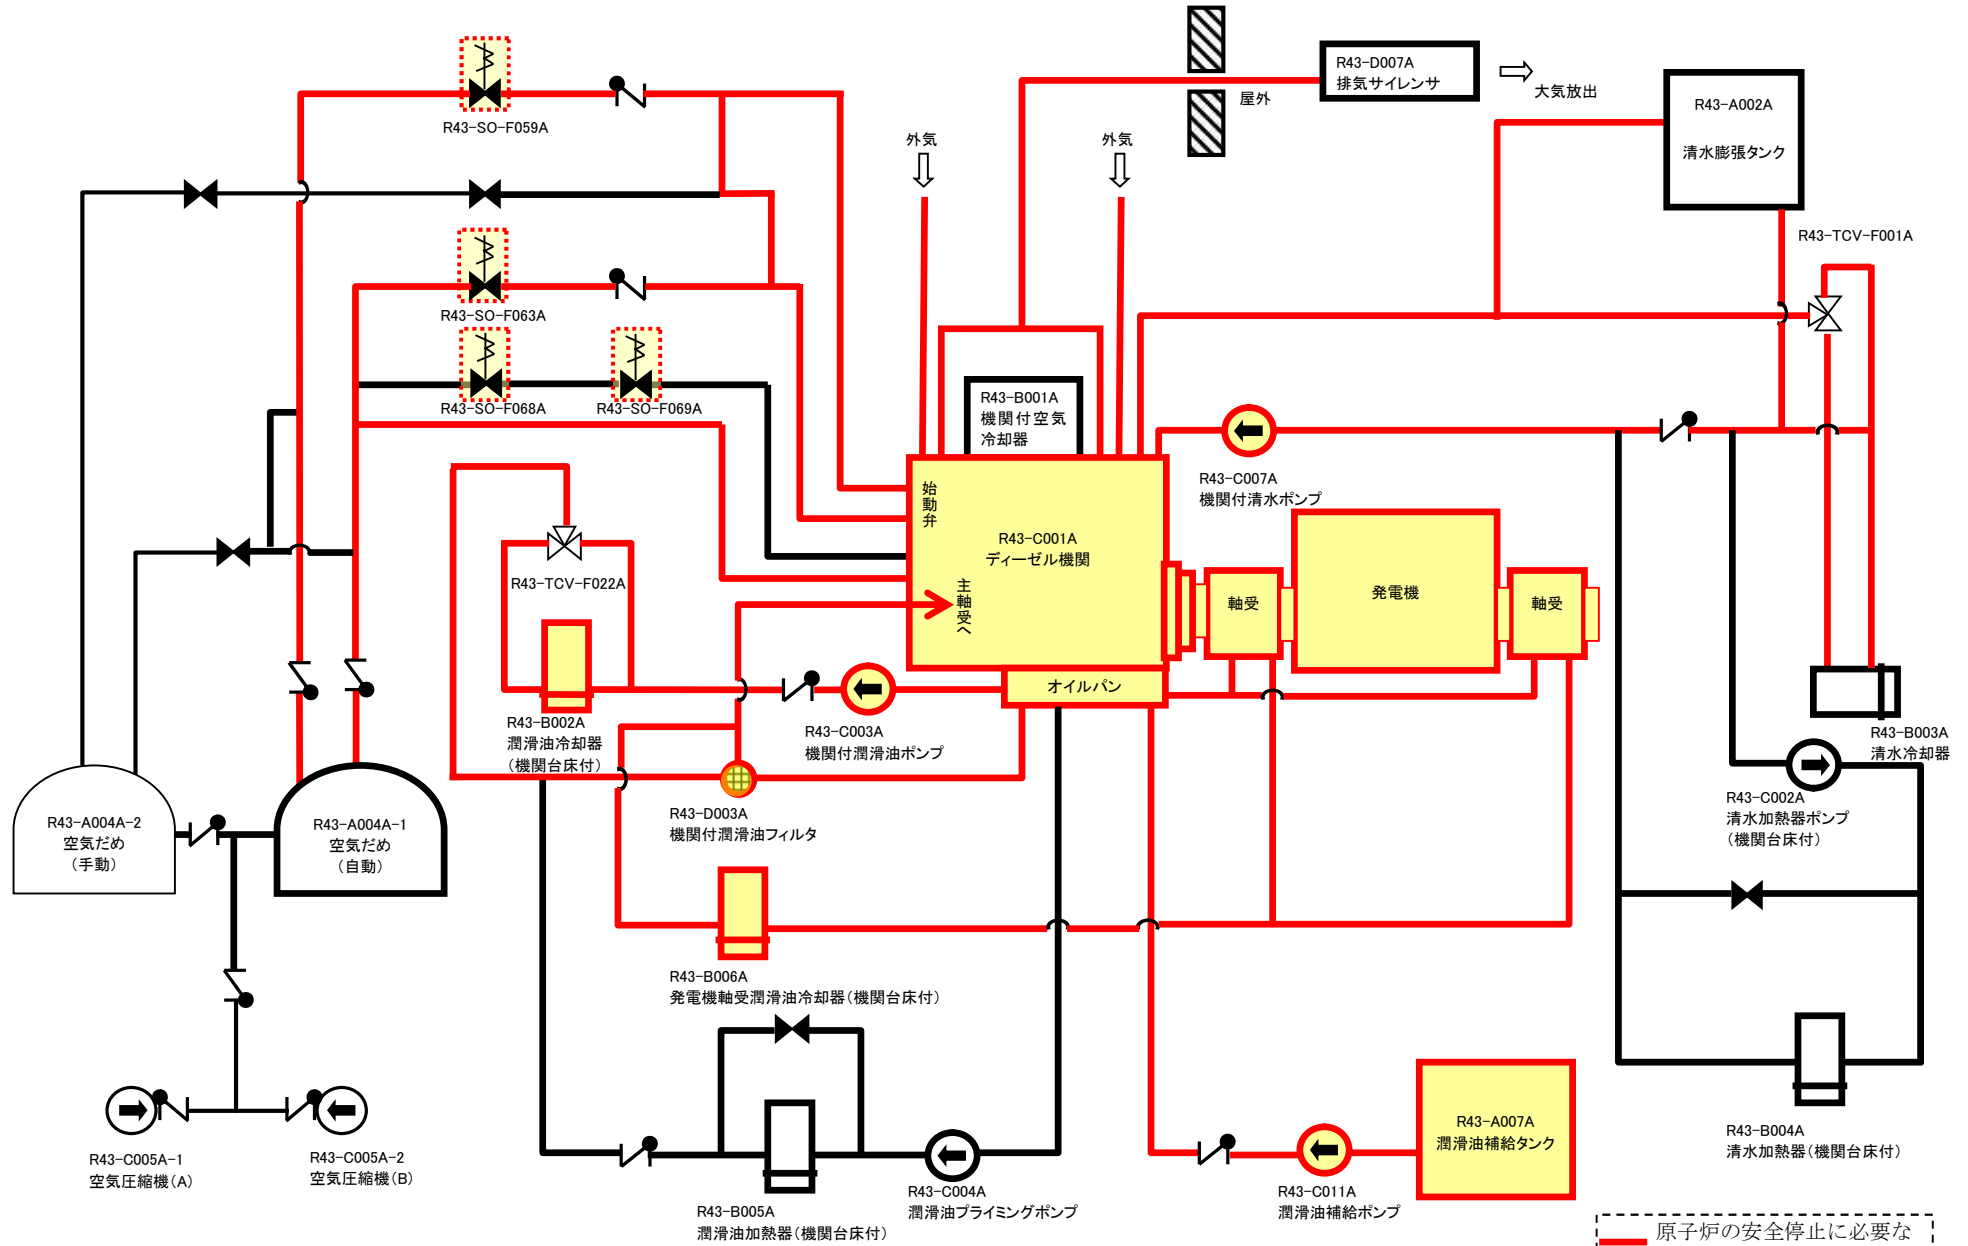 R43-D007A
排気サイレンサ
大気放出
屋外
R43-A002A
清水膨張タンク
R43-SO-F059A
外気
外気
R43-TCV-F001A
R43-SO-F063A
R43-SO-F068A
R43-SO-F069A
R43-B001A
機関付空気
冷却器
R43-C007A
機関付清水ポンプ
始動弁
R43-C001A
ディーゼル機関
主軸受へ
R43-TCV-F022A
軸受
発電機
軸受
オイルパン
R43-B002A
潤滑油冷却器
(機関台床付)
R43-C003A
機関付潤滑油ポンプ
R43-B003A
清水冷却器
R43-C002A
清水加熱器ポンプ
(機関台床付)
R43-A004A-2
空気だめ
(手動)
R43-A004A-1
空気だめ
(自動)
R43-D003A
機関付潤滑油フィルタ
R43-B006A
発電機軸受潤滑油冷却器(機関台床付)
R43-A007A
潤滑油補給タンク
R43-B004A
清水加熱器(機関台床付)
R43-C005A-1
空気圧縮機(A)
R43-C005A-2
空気圧縮機(B)
R43-B005A
潤滑油加熱器(機関台床付)
R43-C004A
潤滑油プライミングポンプ
R43-C011A
潤滑油補給ポンプ
原子炉の安全停止に必要な